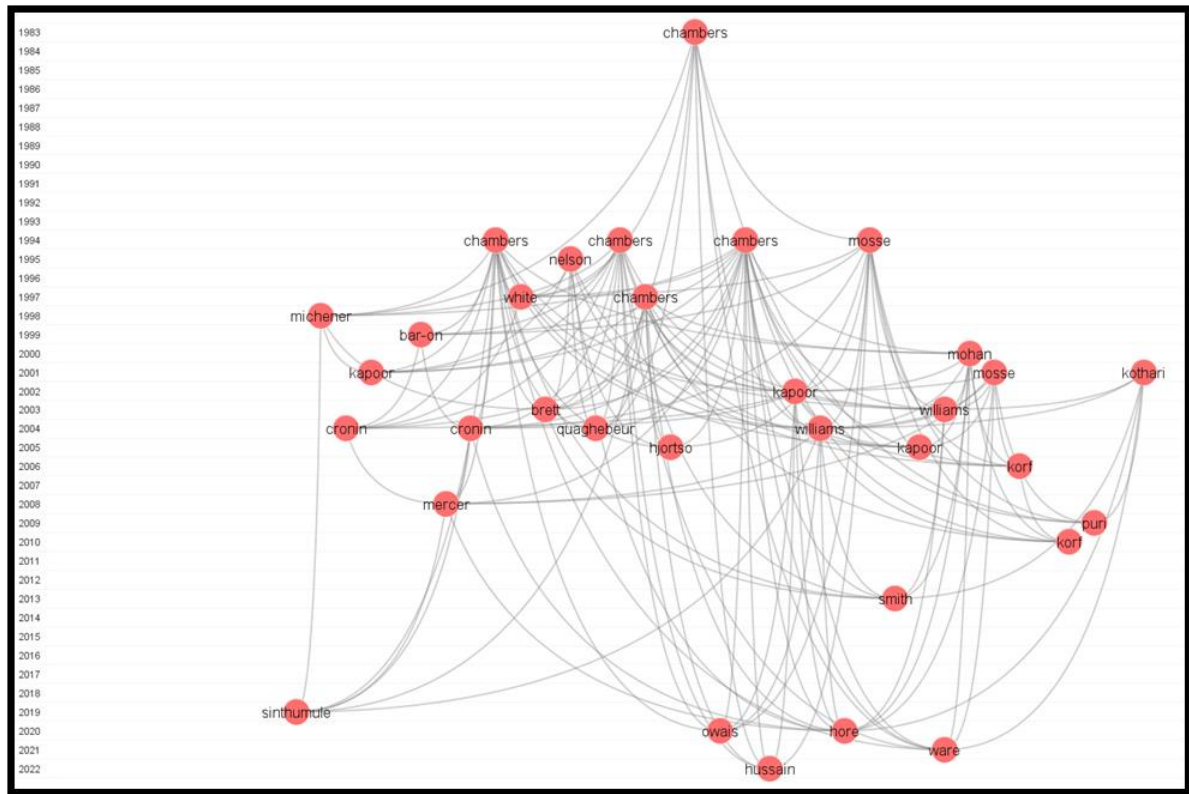 1983
chambers
1984
1985
1986
1987
1988
1989
1990
1991
1992
1993
1994
chambers
chambers
chambers
mosse
1995
nelson
1996
1997
white
chambers
1998
michener
1999
bar-on
2000
mohan
2001
kapoor
mosse
kothari
2002
kapoor
2003
brett
williams
2004
cronin
cronin
quaghebeur
williams
2005
hjortso
kapoor
2006
korf
2007
2008
mercer
2009
puri
2010
korf
2011
2012
2013
smith
2014
2015
2016
2017
2018
2019
sinthumule
2020
owais
hore
2021
ware
2022
hussain